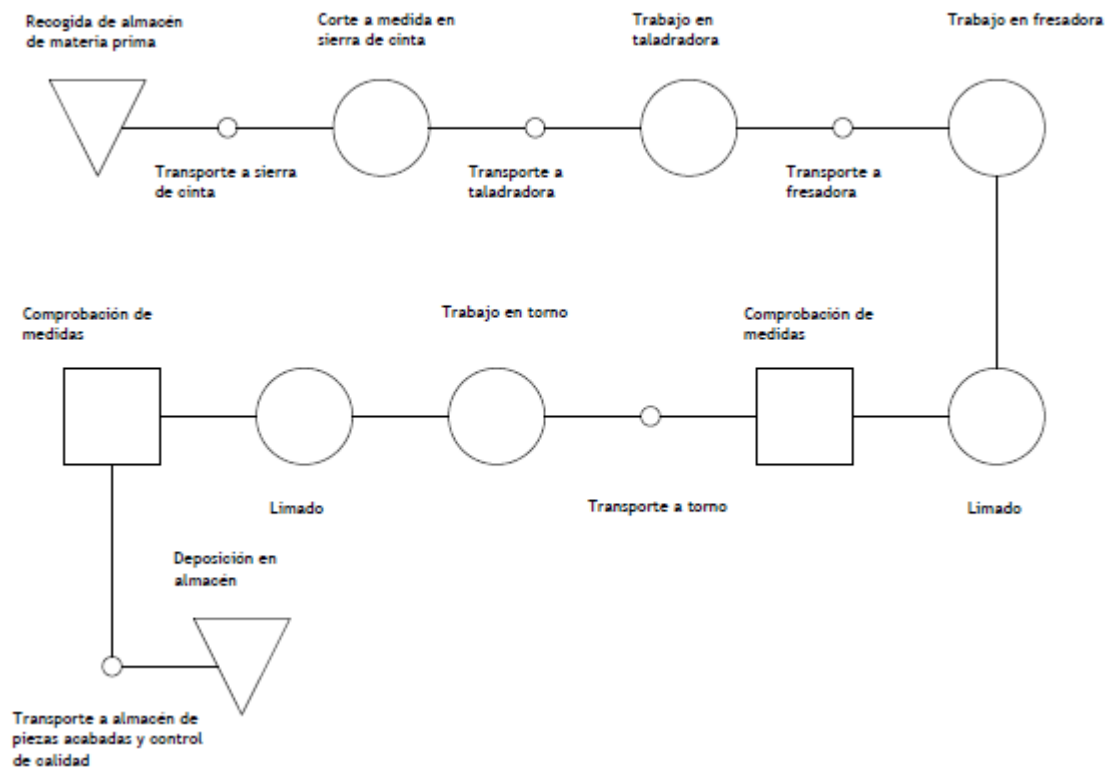 Recogida de almacén
de materia prima
Corte a medida en
sierra de cinta
Trabajo en
taladradora
Trabajo en fresadora
Transporte a sierra
de cinta
Transporte a
taladradora
Transporte a
fresadora
Comprobación de
medidas
Trabajo en torno
Comprobación de
medidas
Limado
Transporte a torno
Limado
Deposición en
almacén
Transporte a almacén de
piezas acabadas y control
de calidad